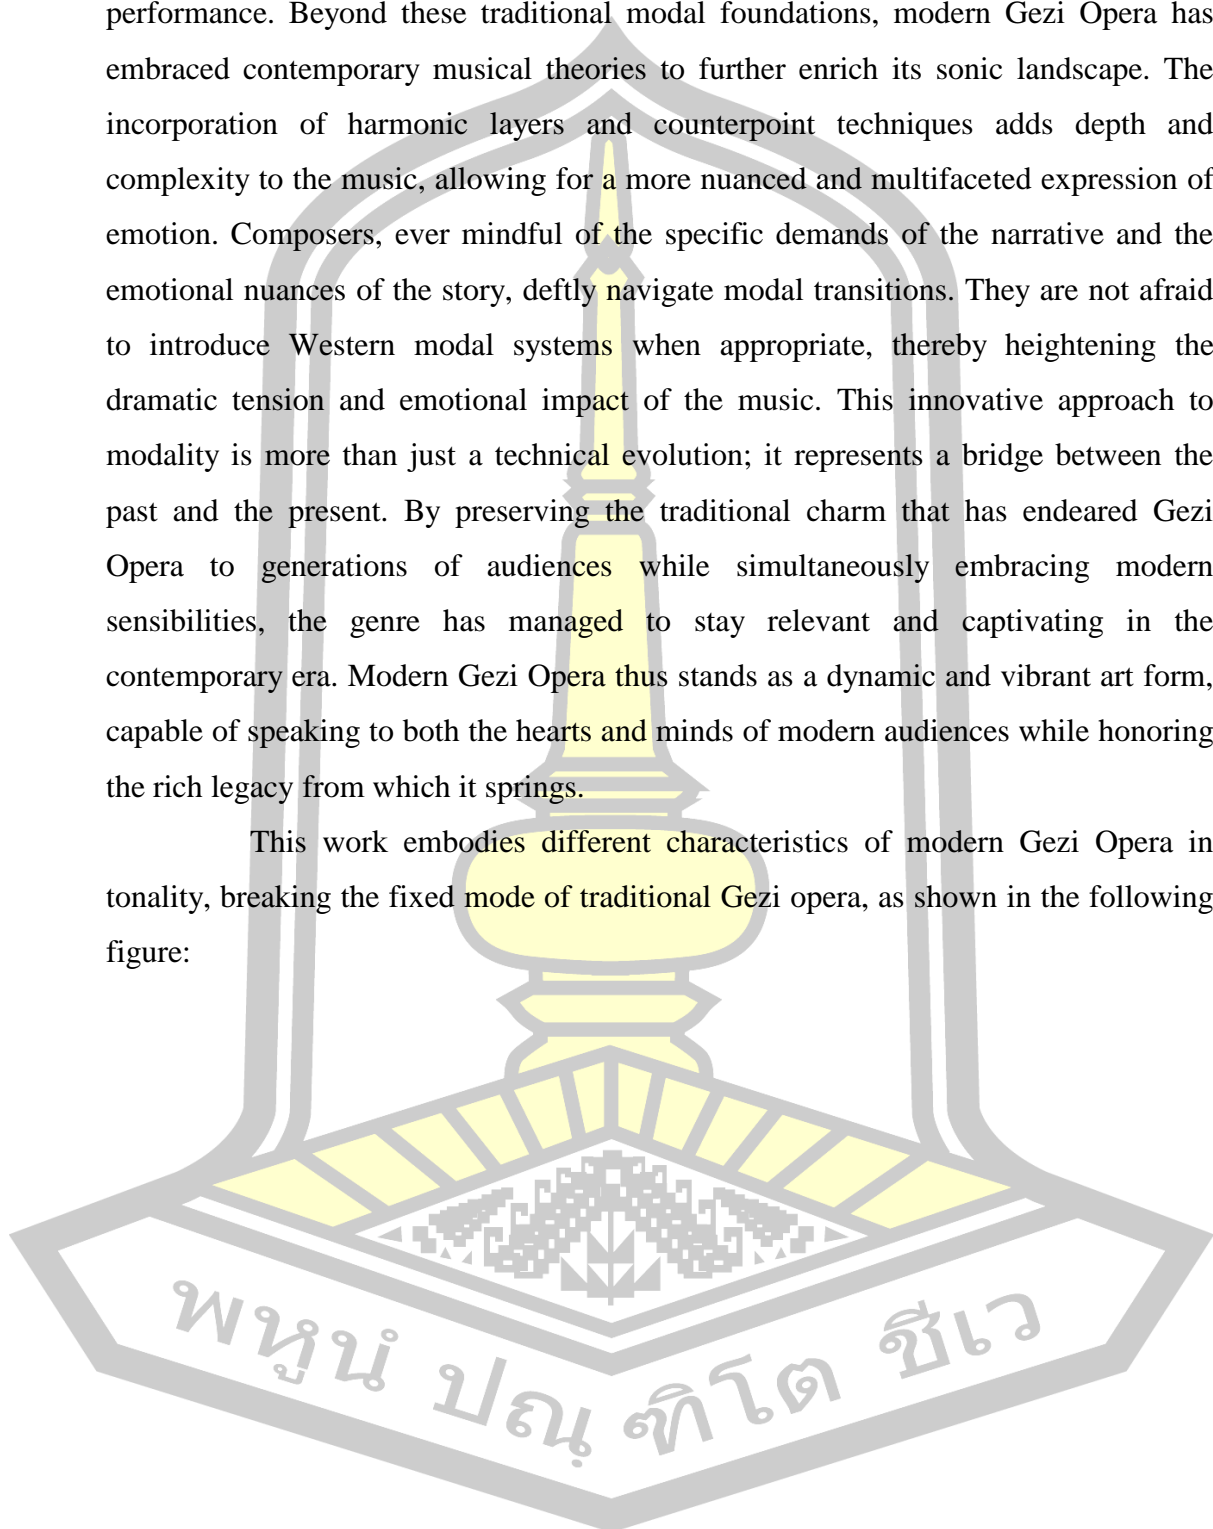 performance. Beyond these traditional modal foundations, modern Gezi Opera has
embraced contemporary musical theories to further enrich its sonic landscape. The
incorporation of harmonic layers and counterpoint techniques adds depth and
complexity to the music, allowing for a more nuanced and multifaceted expression of
emotion. Composers, ever mindful of the specific demands of the narrative and the
emotional nuances of the story, deftly navigate modal transitions. They are not afraid
to introduce Western modal systems when appropriate, thereby heightening the
dramatic tension and emotional impact of the music. This innovative approach to
modality is more than just a technical evolution; it represents a bridge between the
past and the present. By preserving the traditional charm that has endeared Gezi
Opera to generations of audiences while simultaneously embracing modern
sensibilities, the genre has managed to stay relevant and captivating in the
contemporary era. Modern Gezi Opera thus stands as a dynamic and vibrant art form,
capable of speaking to both the hearts and minds of modern audiences while honoring
the rich legacy from which it springs.
This work embodies different characteristics of modern Gezi Opera in
tonality, breaking the fixed mode of traditional Gezi opera, as shown in the following
figure:
พหูนํ ปณฺฑิโต ชีเว